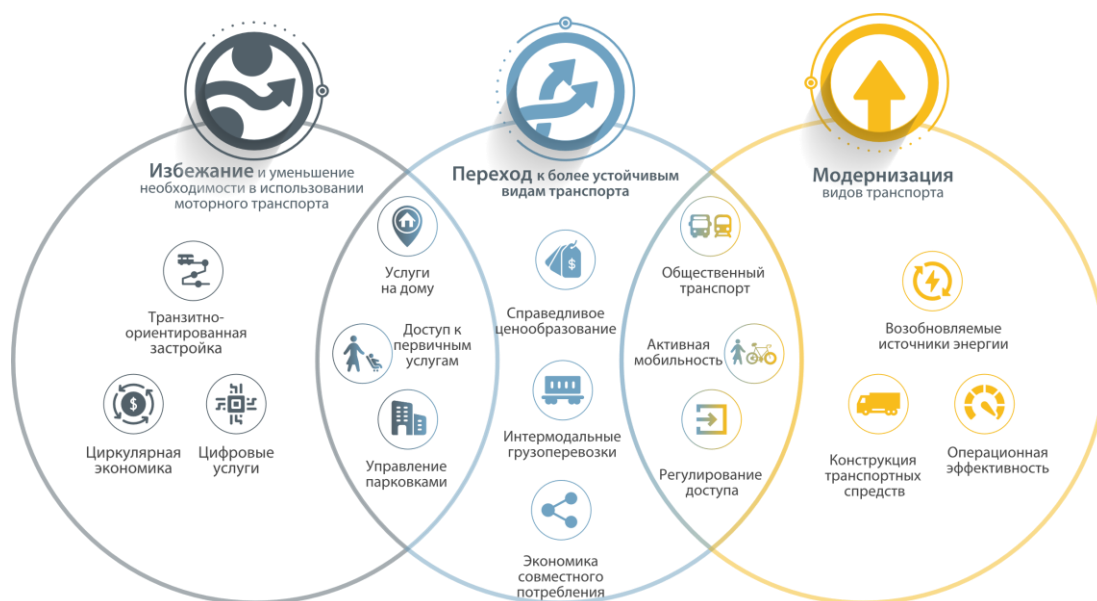 Избежание и уменьшение
необходимости в использовании
моторного транспорта
Транзитно-
ориентированная
застройка
Циркулярная
экономика
Цифровые
услуги
Услуги
на дому
Доступ к
первичным
услугам
Управление
парковками
Переход к более устойчивым
видам транспорта
$
Справедливое
ценообразование
Интермодальные
грузоперевозки
Экономика
совместного
потребления
Общественный
транспорт
Активная
мобильность
Регулирование
доступа
Модернизация
видов транспорта
Возобновляемые
источники энергии
Конструкция
транспортных
спредств
Операционная
эффективность
$